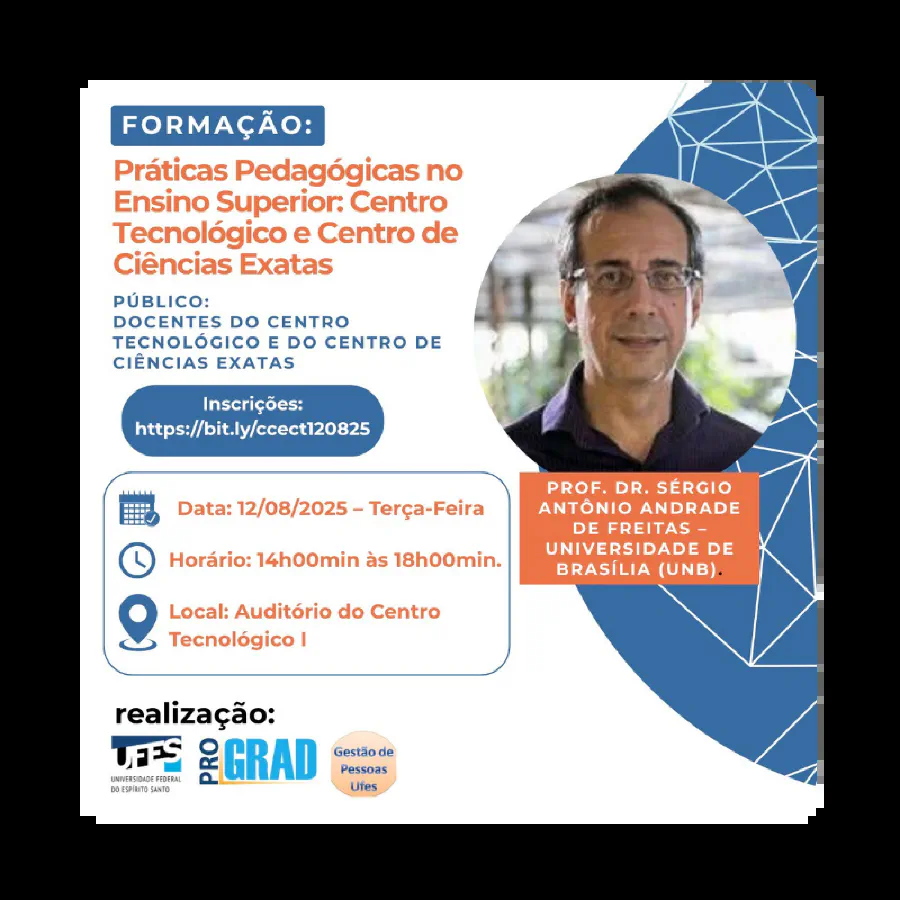 FORMAÇÃO:
Práticas Pedagógicas no
Ensino Superior: Centro
Tecnológico e Centro de
Ciências Exatas
PÚBLICO:
DOCENTES DO CENTRO
TECNOLÓGICO E DO CENTRO DE
CIÊNCIAS EXATAS
Inscrições:
https://bit.ly/ccect120825
Data: 12/08/2025 – Terça-Feira
Horário: 14h00min às 18h00min.
Local: Auditório do Centro
Tecnológico I
PROF. DR. SÉRGIO
ANTÔNIO ANDRADE
DE FREITAS –
UNIVERSIDADE DE
BRASÍLIA (UNB).
realização:
UFES
UNIVERSIDADE FEDERAL
DO ESPÍRITO SANTO
PRO
GRAD
Gestão de
Pessoas
Ufes